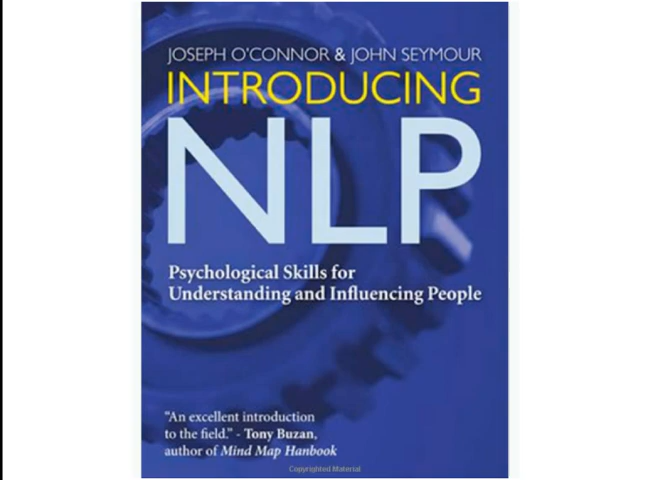 JOSEPH O'CONNOR & JOHN SEYMOUR
INTRODUCING
NLP
Psychological Skills for
Understanding and Influencing People
"An excellent introduction
to the field." - Tony Buzan,
author of Mind Map Hanbook
Copyrighted Material